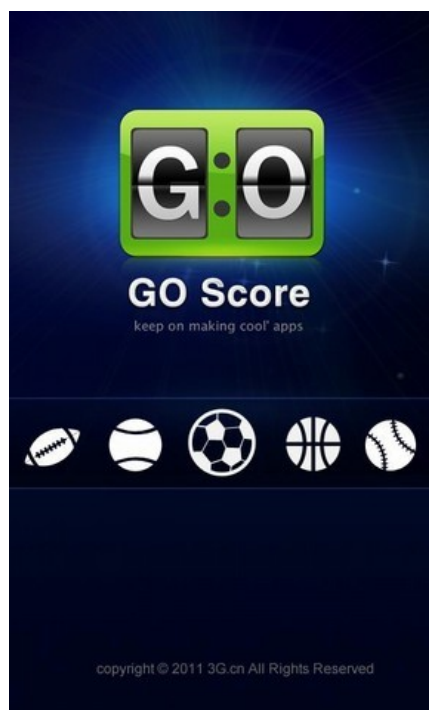 G:O
GO Score
keep on making cool' apps
copyright © 2011 3G.cn All Rights Reserved